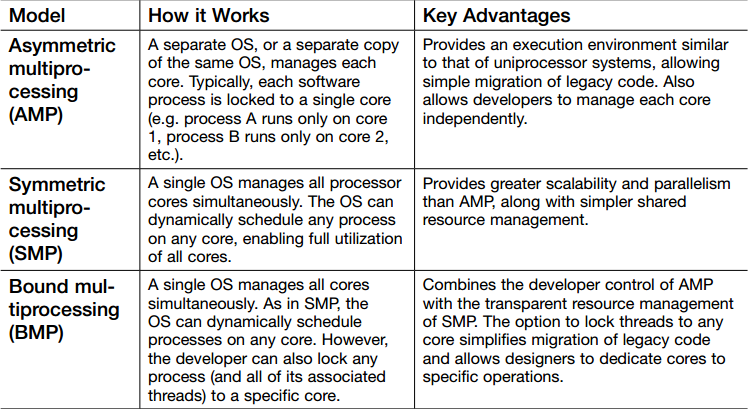 Model
How it Works
Key Advantages
Asymmetric
multipro-
cessing
(AMP)
A separate OS, or a separate copy
of the same OS, manages each
core. Typically, each software
process is locked to a single core
(e.g. process A runs only on core
1, process B runs only on core 2,
etc.).
Provides an execution environment similar
to that of uniprocessor systems, allowing
simple migration of legacy code. Also
allows developers to manage each core
independently.
Symmetric
multipro-
cessing
(SMP)
A single OS manages all processor
cores simultaneously. The OS can
dynamically schedule any process
on any core, enabling full utilization
of all cores.
Provides greater scalability and parallelism
than AMP, along with simpler shared
resource management.
Bound mul-
tiprocessing
(BMP)
A single OS manages all cores
simultaneously. As in SMP, the
OS can dynamically schedule
processes on any core. However,
the developer can also lock any
process (and all of its associated
threads) to a specific core.
Combines the developer control of AMP
with the transparent resource management
of SMP. The option to lock threads to any
core simplifies migration of legacy code
and allows designers to dedicate cores to
specific operations.